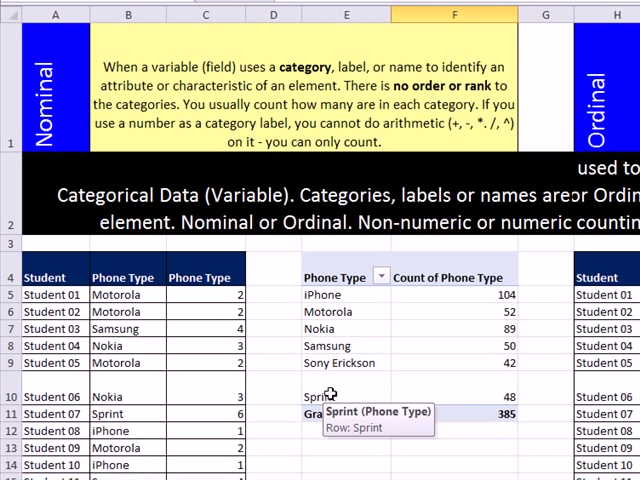 A B C D E F G H
1
Nominal
When a variable (field) uses a category, label, or name to identify an
attribute or characteristic of an element. There is no order or rank to
the categories. You usually count how many are in each category. If you
use a number as a category label, you cannot do arithmetic (+, -, *. /, ^)
on it - you can only count.
Ordinal
2
used to
Categorical Data (Variable). Categories, labels or names are or Ordin
element. Nominal or Ordinal. Non-numeric or numeric countin
3
4 Student Phone Type Phone Type Phone Type Count of Phone Type Student
5 Student 01 Motorola 2 iPhone 104 Student 01
6 Student 02 Motorola 2 Motorola 52 Student 02
7 Student 03 Samsung 4 Nokia 89 Student 03
8 Student 04 Nokia 3 Samsung 50 Student 04
9 Student 05 Motorola 2 Sony Erickson 42 Student 05
10 Student 06 Nokia 3 Sprint 48 Student 06
11 Student 07 Sprint 6 Gra 385 Student 07
Sprint (Phone Type)
Row: Sprint
12 Student 08 iPhone 1 Student 08
13 Student 09 Motorola 2 Student 09
14 Student 10 iPhone 1 Student 10